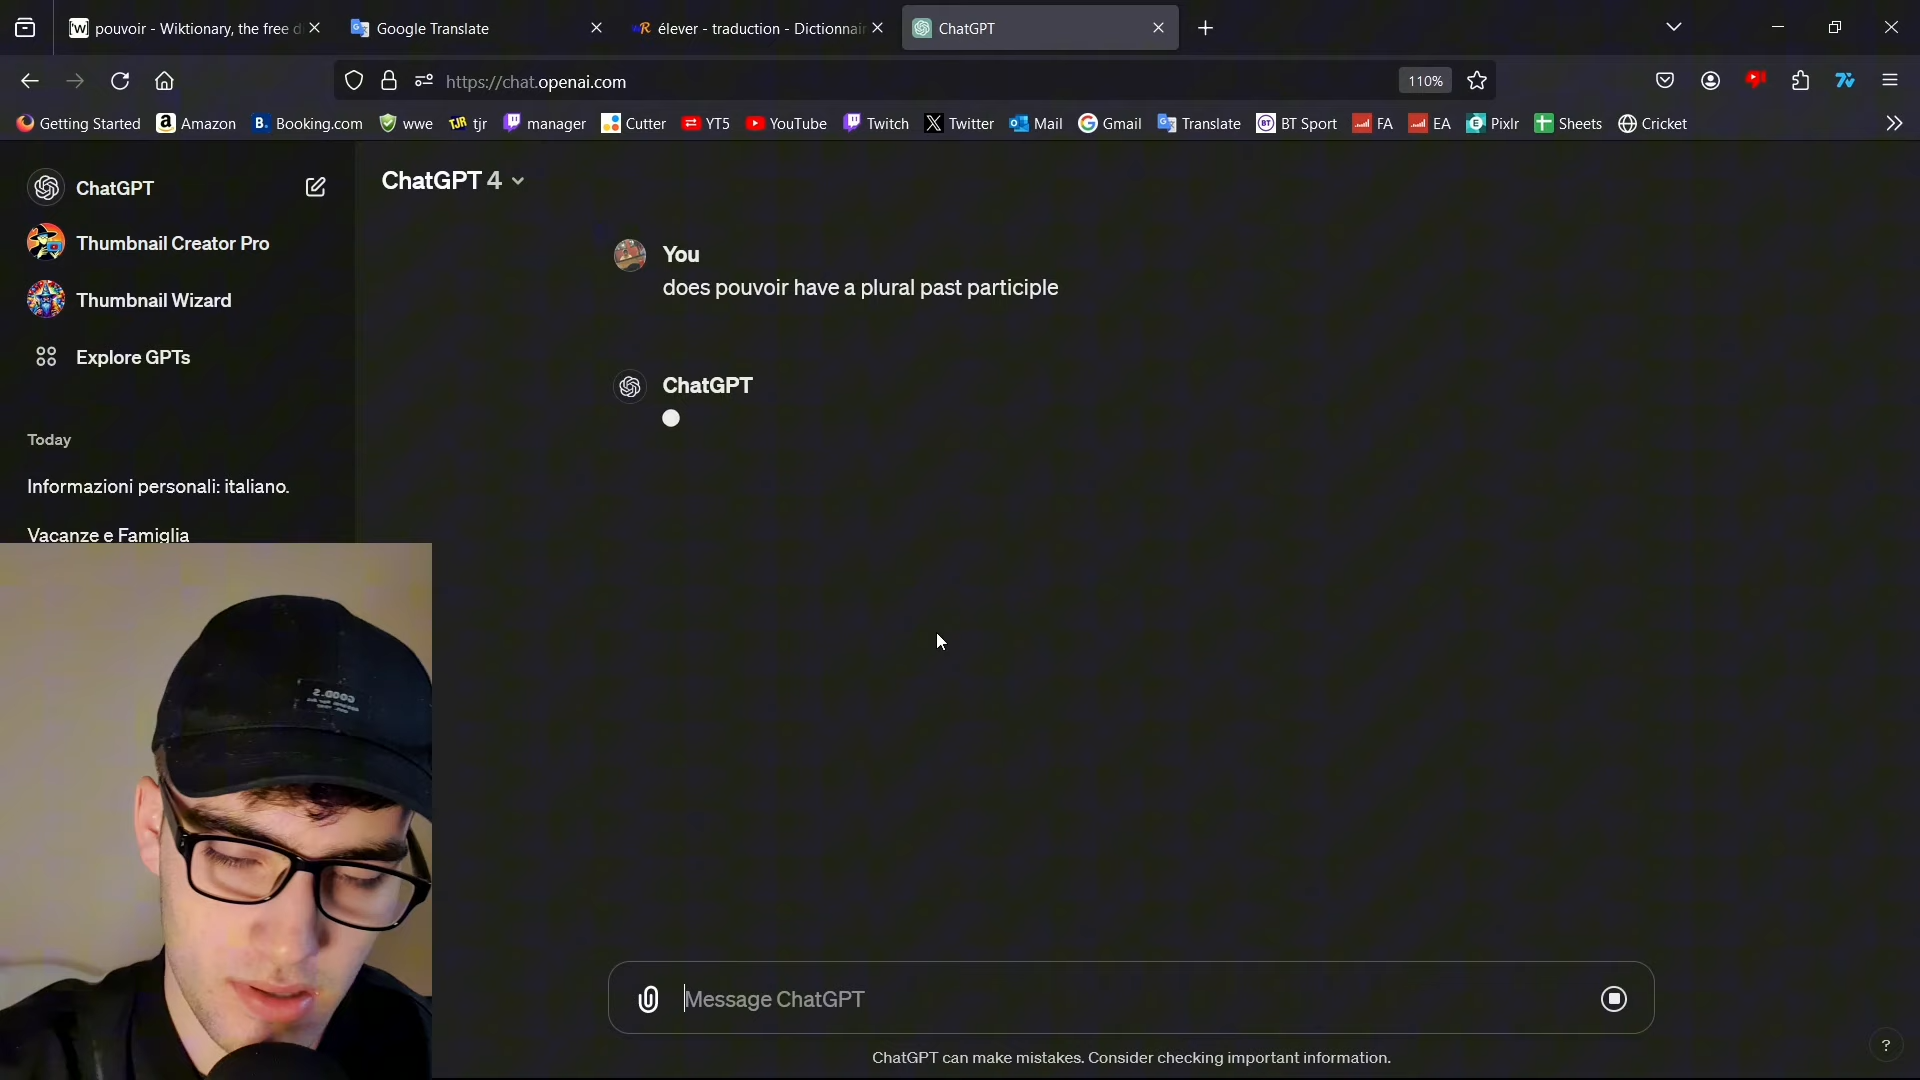 pouvoir - Wiktionary, the free d
Google Translate
élever - traduction - Dictionnair
ChatGPT
https://chat.openai.com
110%
Getting Started
Amazon
Booking.com
wwe
tjr
manager
Cutter
YT5
YouTube
Twitch
Twitter
Mail
Gmail
Translate
BT Sport
FA
EA
Pixlr
Sheets
Cricket
ChatGPT
Thumbnail Creator Pro
Thumbnail Wizard
Explore GPTs
Today
Informazioni personali: italiano.
Vacanze e Famiglia
ChatGPT 4
You
does pouvoir have a plural past participle
ChatGPT
Message ChatGPT
ChatGPT can make mistakes. Consider checking important information.
?
GOOD.S.